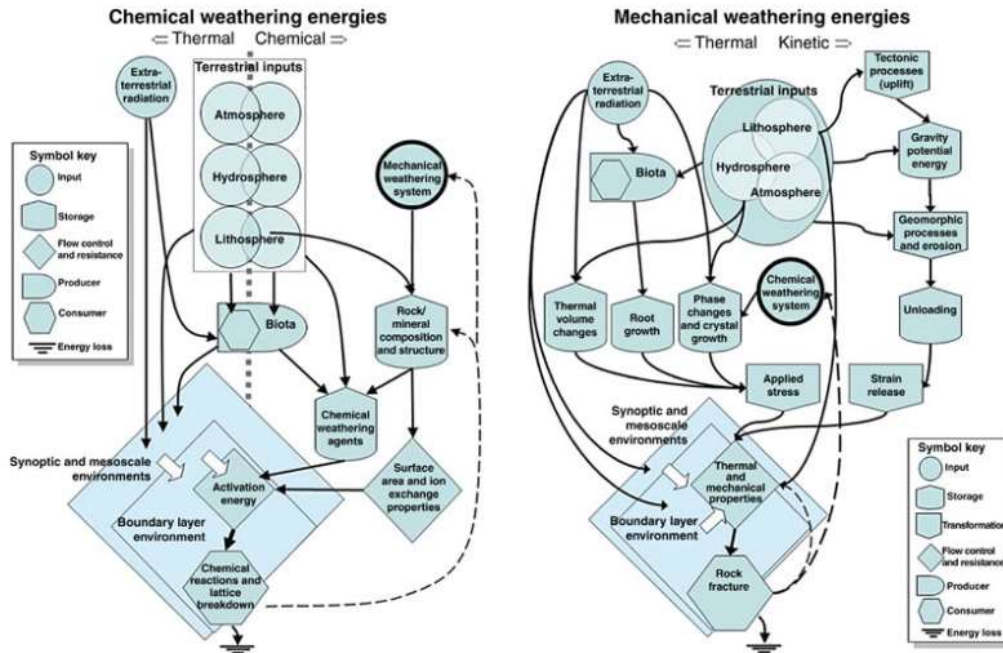 Chemical weathering energies
⇐ Thermal Chemical ⇒
Extra-
terrestrial
radiation
Terrestrial inputs
Atmosphere
Hydrosphere
Lithosphere
Mechanical
weathering
system
Symbol key
Input
Storage
Flow control
and resistance
Producer
Consumer
Energy loss
Biota
Rock/
mineral
composition
and structure
Chemical
weathering
agents
Synoptic and mesoscale
environments
Activation
energy
Surface
area and ion
exchange
properties
Boundary layer
environment
Chemical
reactions and
lattice
breakdown
Mechanical weathering energies
⇐ Thermal Kinetic ⇒
Extra-
terrestrial
radiation
Terrestrial inputs
Lithosphere
Hydrosphere
Atmosphere
Tectonic
processes
(uplift)
Gravity
potential
energy
Biota
Geomorphic
processes
and erosion
Chemical
weathering
system
Thermal
volume
changes
Root
growth
Phase
changes
and crystal
growth
Unloading
Applied
stress
Strain
release
Synoptic and
mesoscale
environments
Thermal
and
mechanical
properties
Boundary layer
environment
Rock
fracture
Symbol key
Input
Storage
Transformation
Flow control
and resistance
Producer
Consumer
Energy loss